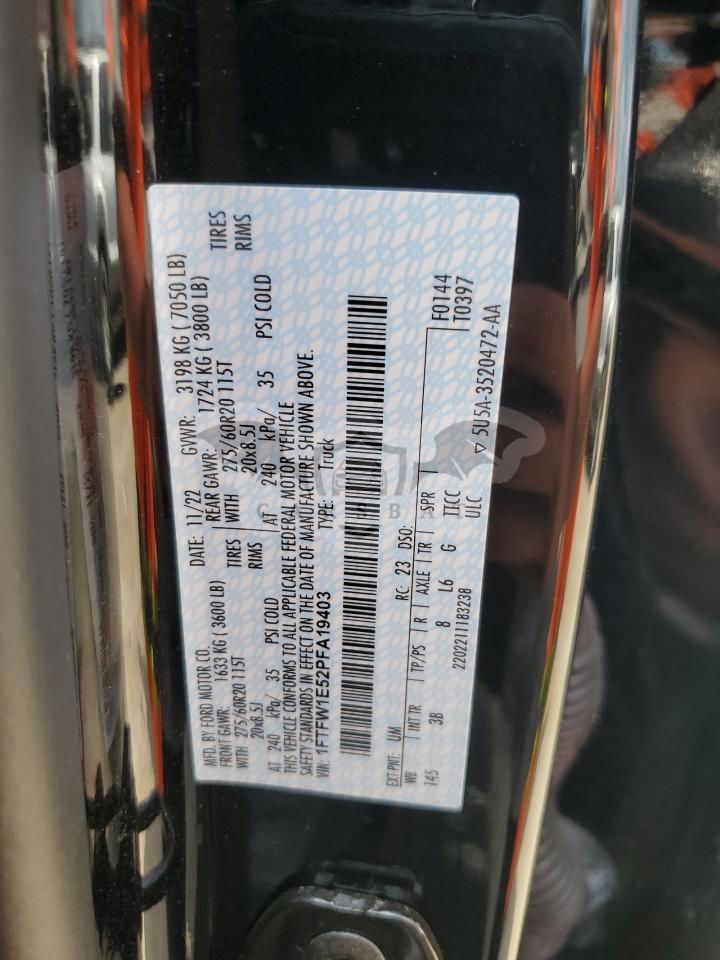 MFD. BY FORD MOTOR CO.
DATE: 11/22 GVWR: 3198 KG ( 7050 LB)
FRONT GAWR: 1633 KG ( 3600 LB) REAR GAWR: 1724 KG ( 3800 LB)
WITH 275/60R20 115T TIRES WITH 275/60R20 115T TIRES
20x8.5J RIMS 20x8.5J RIMS
AT 240 kPa/ 35 PSI COLD AT 240 kPa/ 35 PSI COLD
THIS VEHICLE CONFORMS TO ALL APPLICABLE FEDERAL MOTOR VEHICLE
SAFETY STANDARDS IN EFFECT ON THE DATE OF MANUFACTURE SHOWN ABOVE.
VIN: 1FTFW1E52PFA19403 TYPE: Truck
EXT PNT: UM RC: 23 DSO: F0144
WB INT TR TP/PS R AXLE TR SPR T0397
145 3B 8 L6 G TTCC
2202211183238 ULC
▽ 5U5A-3520472-AA